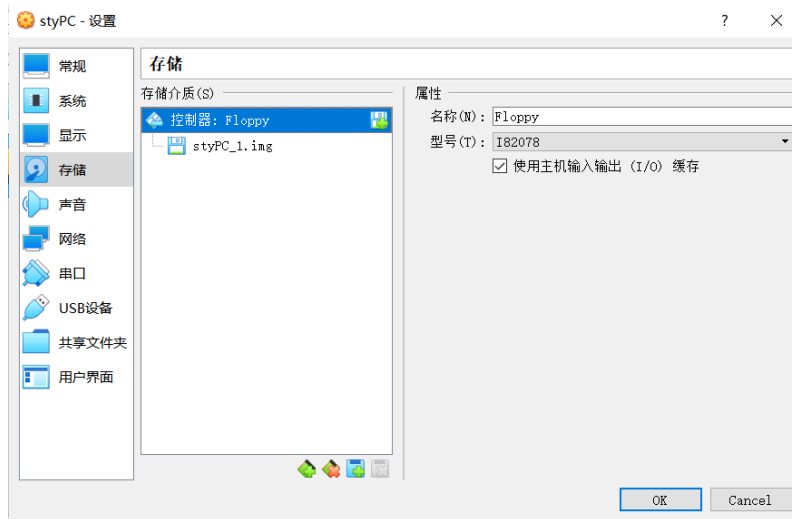 styPC - 设置
?
×
常规
系统
显示
存储
声音
网络
串口
USB设备
共享文件夹
用户界面
存储
存储介质(S)
控制器: Floppy
styPC_1.img
属性
名称(N): Floppy
型号(T): I82078
使用主机输入输出 (I/O) 缓存
OK
Cancel